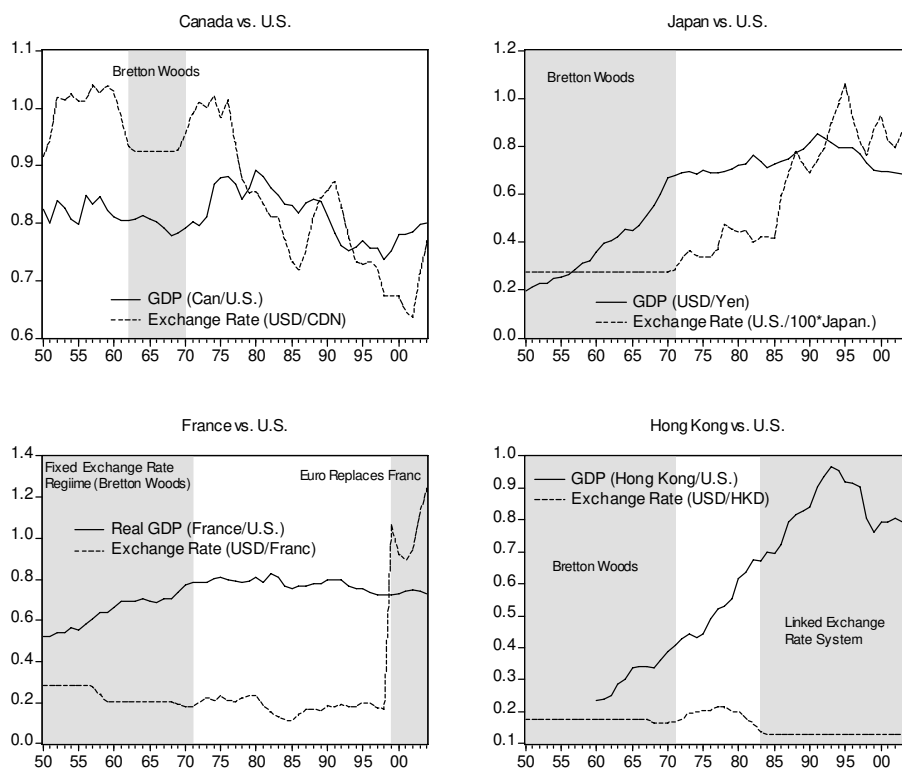 Canada vs. U.S.
1.1
1.0
0.9
0.8
0.7
0.6
Bretton Woods
GDP (Can/U.S.)
Exchange Rate (USD/CDN)
50 55 60 65 70 75 80 85 90 95 00
Japan vs. U.S.
1.2
1.0
0.8
0.6
0.4
0.2
0.0
Bretton Woods
GDP (USD/Yen)
Exchange Rate (U.S./100*Japan.)
50 55 60 65 70 75 80 85 90 95 00
France vs. U.S.
1.4
1.2
1.0
0.8
0.6
0.4
0.2
0.0
Fixed Exchange Rate
Regiime (Bretton Woods)
Euro Replaces Franc
Real GDP (France/U.S.)
Exchange Rate (USD/Franc)
50 55 60 65 70 75 80 85 90 95 00
Hong Kong vs. U.S.
1.0
0.9
0.8
0.7
0.6
0.5
0.4
0.3
0.2
0.1
GDP (Hong Kong/U.S.)
Exchange Rate (USD/HKD)
Bretton Woods
Linked Exchange
Rate System
50 55 60 65 70 75 80 85 90 95 00